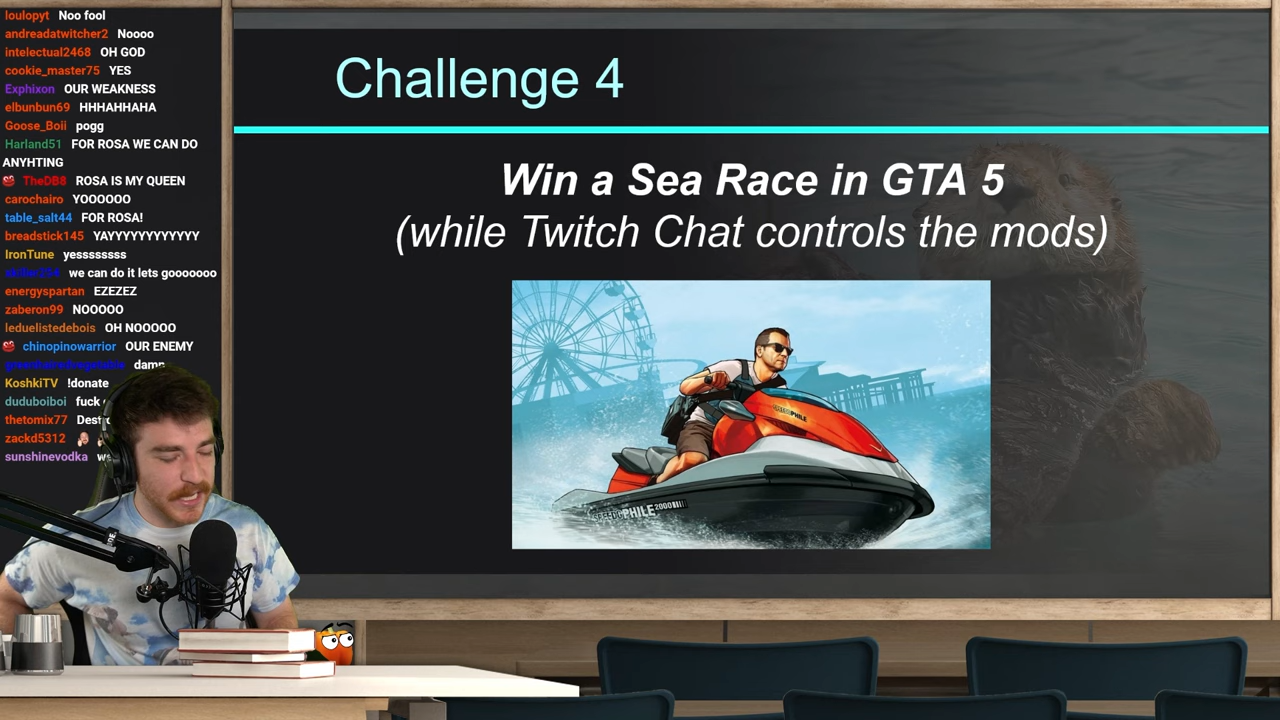 loulopyt Noo fool
andreadatwitcher2 Noooo
intelectual2468 OH GOD
cookie_master75 YES
Exphixon OUR WEAKNESS
elbunbun69 HHHAHHAHA
Goose_Boii pogg
Harland51 FOR ROSA WE CAN DO
ANYHTING
TheDB8 ROSA IS MY QUEEN
carochairo YOOOOOO
table_salt44 FOR ROSA!
breadstick145 YAYYYYYYYYYYY
IronTune yessssssss
we can do it lets gooooooo
energyspartan EZEZEZ
zaberon99 NOOOOO
leduelistedebois OH NOOOOO
chinopinowarrior OUR ENEMY
damn
KoshkiTV !donate
duduboiboi fuck
thetomix77
zackd5312
sunshinevodka
Challenge 4
Win a Sea Race in GTA 5
(while Twitch Chat controls the mods)